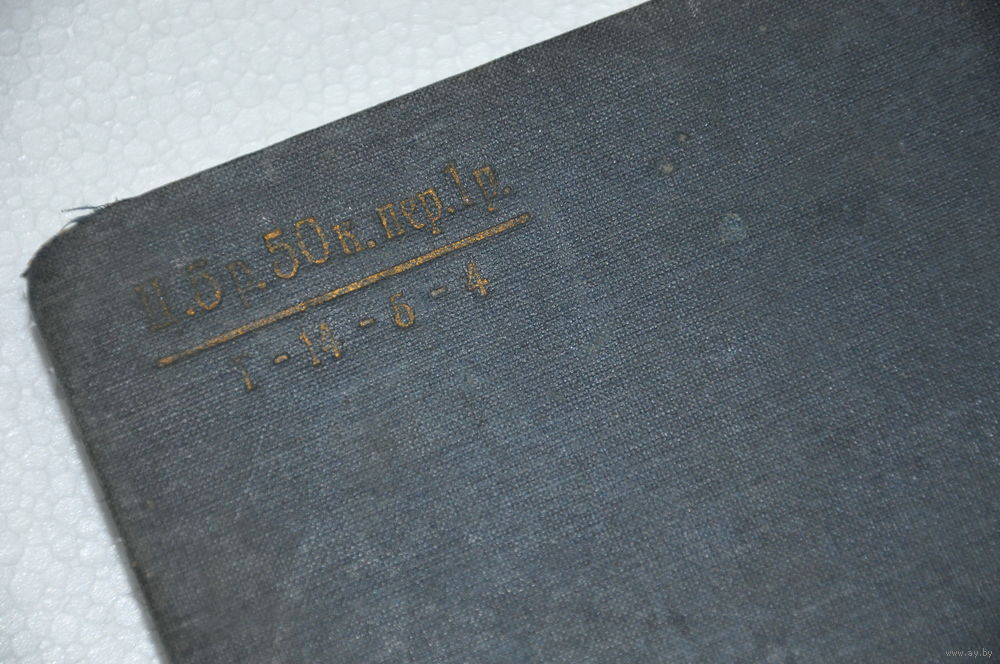 Ц. 5 р. 50 к. пер. 1 р.
Т - 14 - 6 - 4
www.ay.by